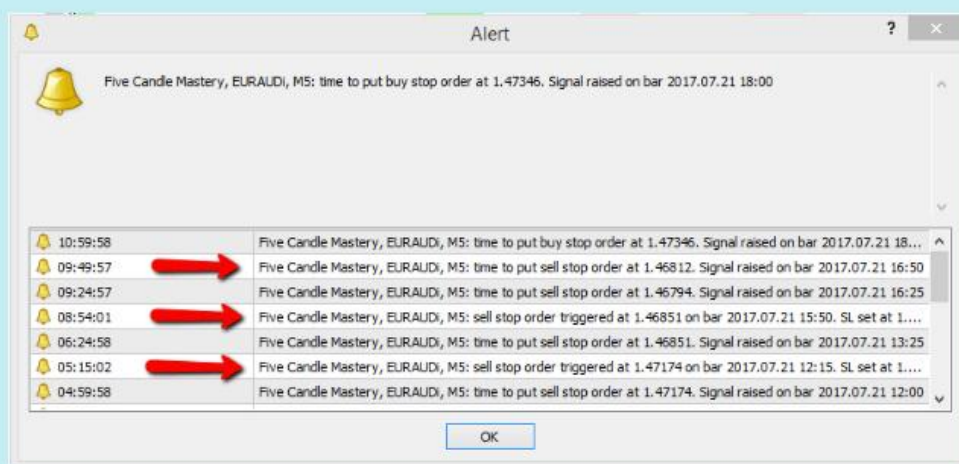 Alert
?
×
Five Candle Mastery, EURAUDi, M5: time to put buy stop order at 1.47346. Signal raised on bar 2017.07.21 18:00
10:59:58 Five Candle Mastery, EURAUDi, M5: time to put buy stop order at 1.47346. Signal raised on bar 2017.07.21 18...
09:49:57 Five Candle Mastery, EURAUDi, M5: time to put sell stop order at 1.46812. Signal raised on bar 2017.07.21 16:50
09:24:57 Five Candle Mastery, EURAUDi, M5: time to put sell stop order at 1.46794. Signal raised on bar 2017.07.21 16:25
08:54:01 Five Candle Mastery, EURAUDi, M5: sell stop order triggered at 1.46851 on bar 2017.07.21 15:50. SL set at 1....
06:24:58 Five Candle Mastery, EURAUDi, M5: time to put sell stop order at 1.46851. Signal raised on bar 2017.07.21 13:25
05:15:02 Five Candle Mastery, EURAUDi, M5: sell stop order triggered at 1.47174 on bar 2017.07.21 12:15. SL set at 1....
04:59:58 Five Candle Mastery, EURAUDi, M5: time to put sell stop order at 1.47174. Signal raised on bar 2017.07.21 12:00
OK